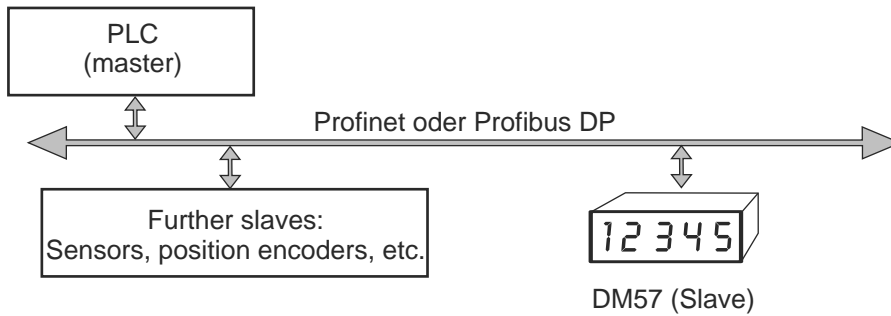 PLC
(master)
Profinet oder Profibus DP
Further slaves:
Sensors, position encoders, etc.
12345
DM57 (Slave)